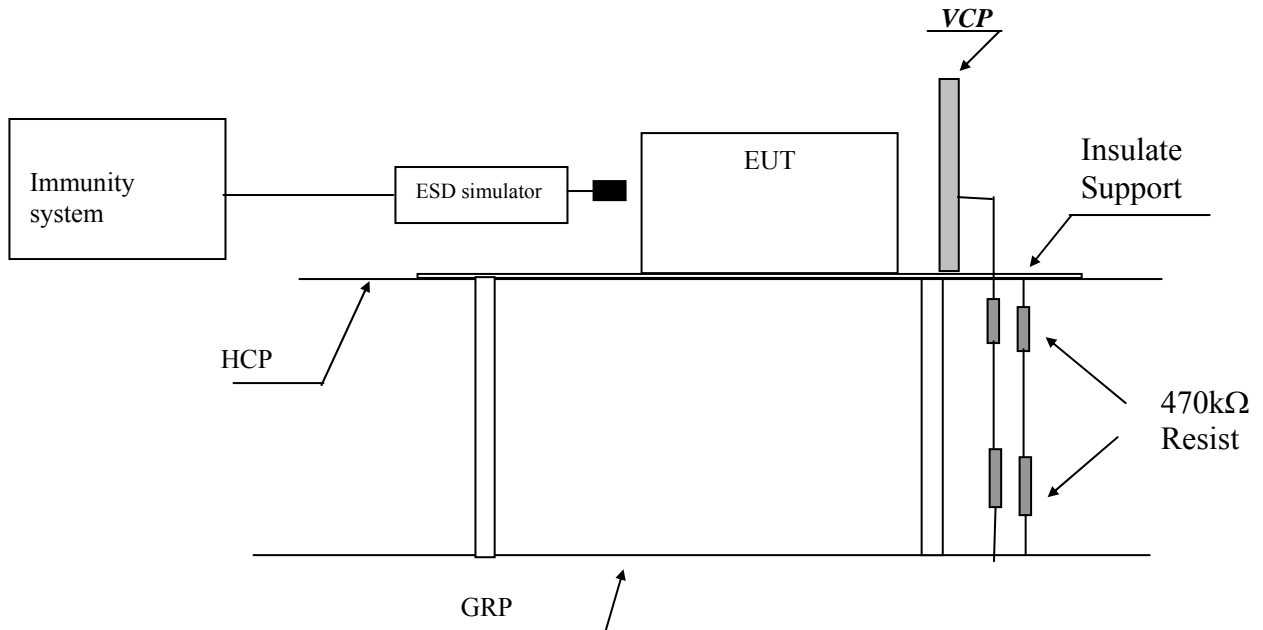 VCP
Immunity
system
ESD simulator
EUT
Insulate
Support
HCP
470kΩ
Resist
GRP